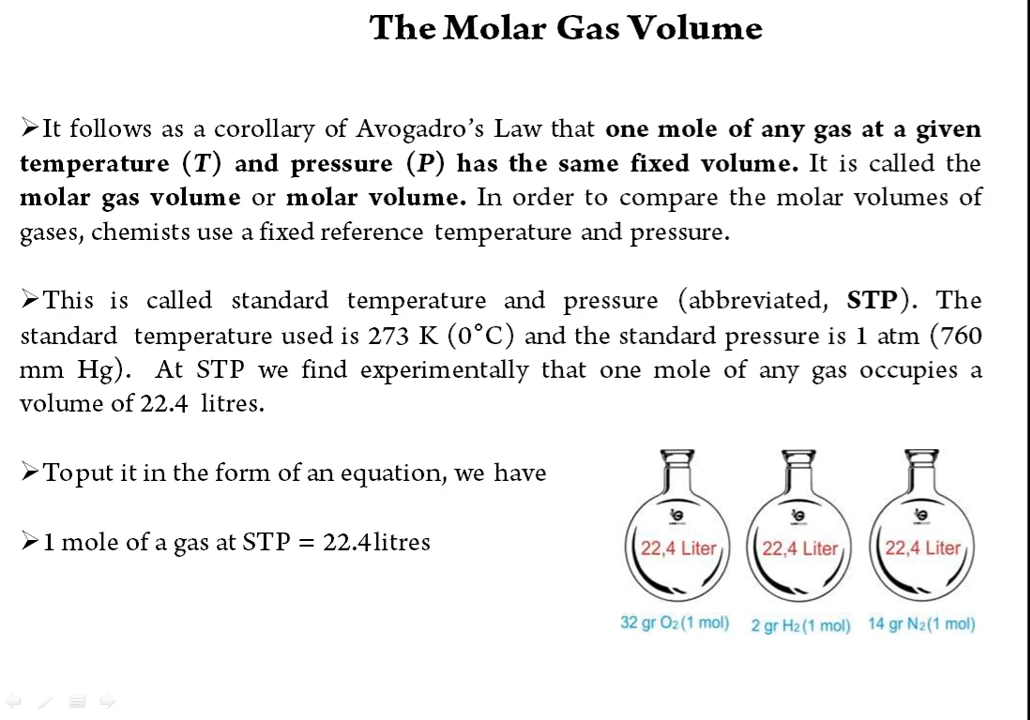 The Molar Gas Volume
➢It follows as a corollary of Avogadro’s Law that one mole of any gas at a given
temperature (T) and pressure (P) has the same fixed volume. It is called the
molar gas volume or molar volume. In order to compare the molar volumes of
gases, chemists use a fixed reference temperature and pressure.
➢This is called standard temperature and pressure (abbreviated, STP). The
standard temperature used is 273 K (0°C) and the standard pressure is 1 atm (760
mm Hg). At STP we find experimentally that one mole of any gas occupies a
volume of 22.4 litres.
➢To put it in the form of an equation, we have
➢1 mole of a gas at STP = 22.4 litres
22,4 Liter 22,4 Liter 22,4 Liter
32 gr O₂(1 mol) 2 gr H₂(1 mol) 14 gr N₂(1 mol)